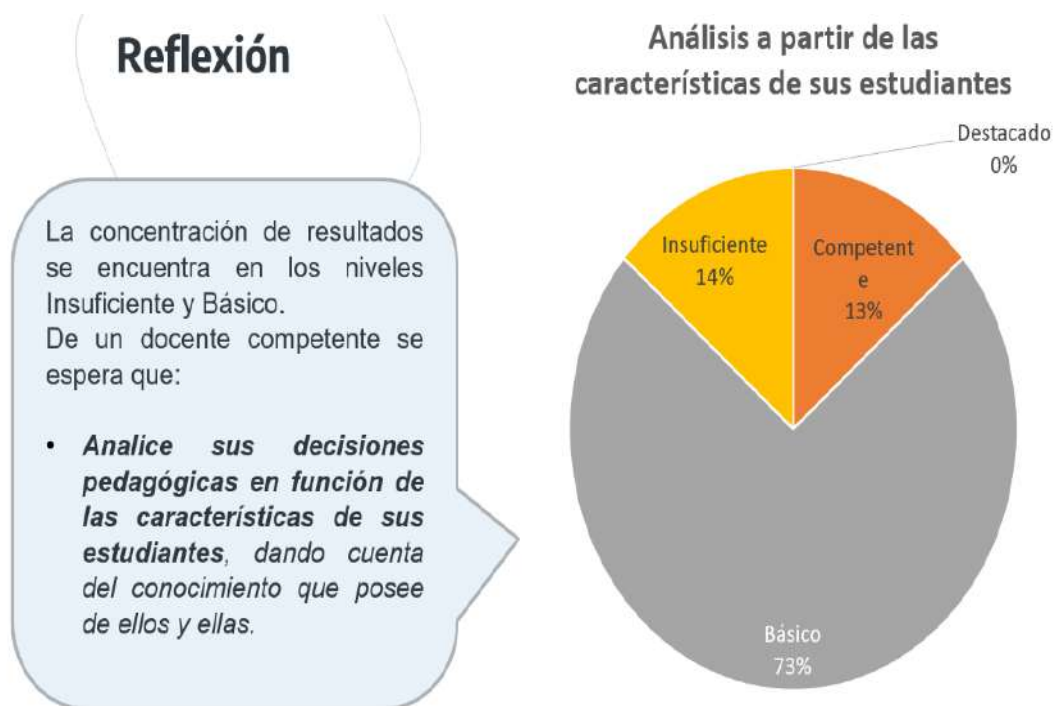 Reflexión
La concentración de resultados
se encuentra en los niveles
Insuficiente y Básico.
De un docente competente se
espera que:
• Analice sus decisiones
pedagógicas en función de
las características de sus
estudiantes, dando cuenta
del conocimiento que posee
de ellos y ellas.
Análisis a partir de las
características de sus estudiantes
Destacado
0%
Insuficiente
14%
Competent
e
13%
Básico
73%